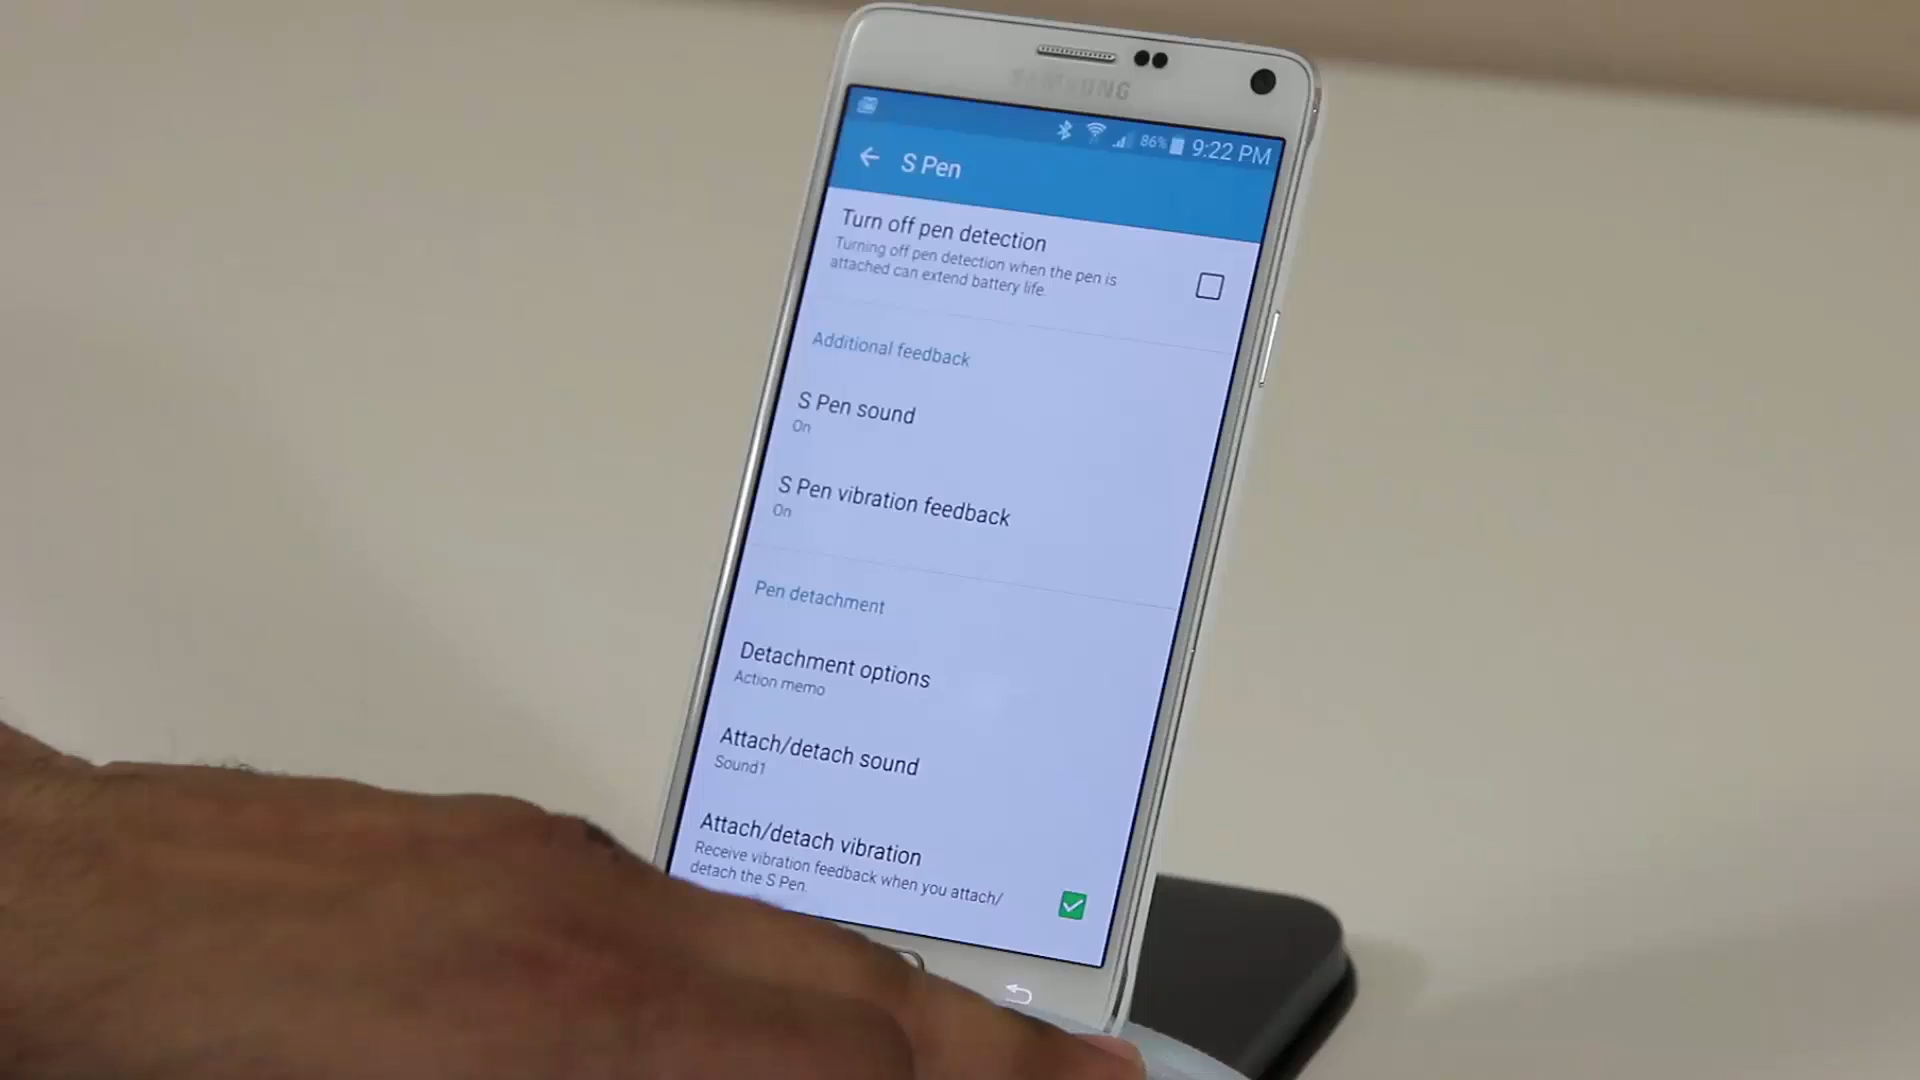 SAMSUNG
86% 9:22 PM
S Pen
Turn off pen detection
Turning off pen detection when the pen is
attached can extend battery life.
Additional feedback
S Pen sound
On
S Pen vibration feedback
On
Pen detachment
Detachment options
Action memo
Attach/detach sound
Sound1
Attach/detach vibration
Receive vibration feedback when you attach/
detach the S Pen.